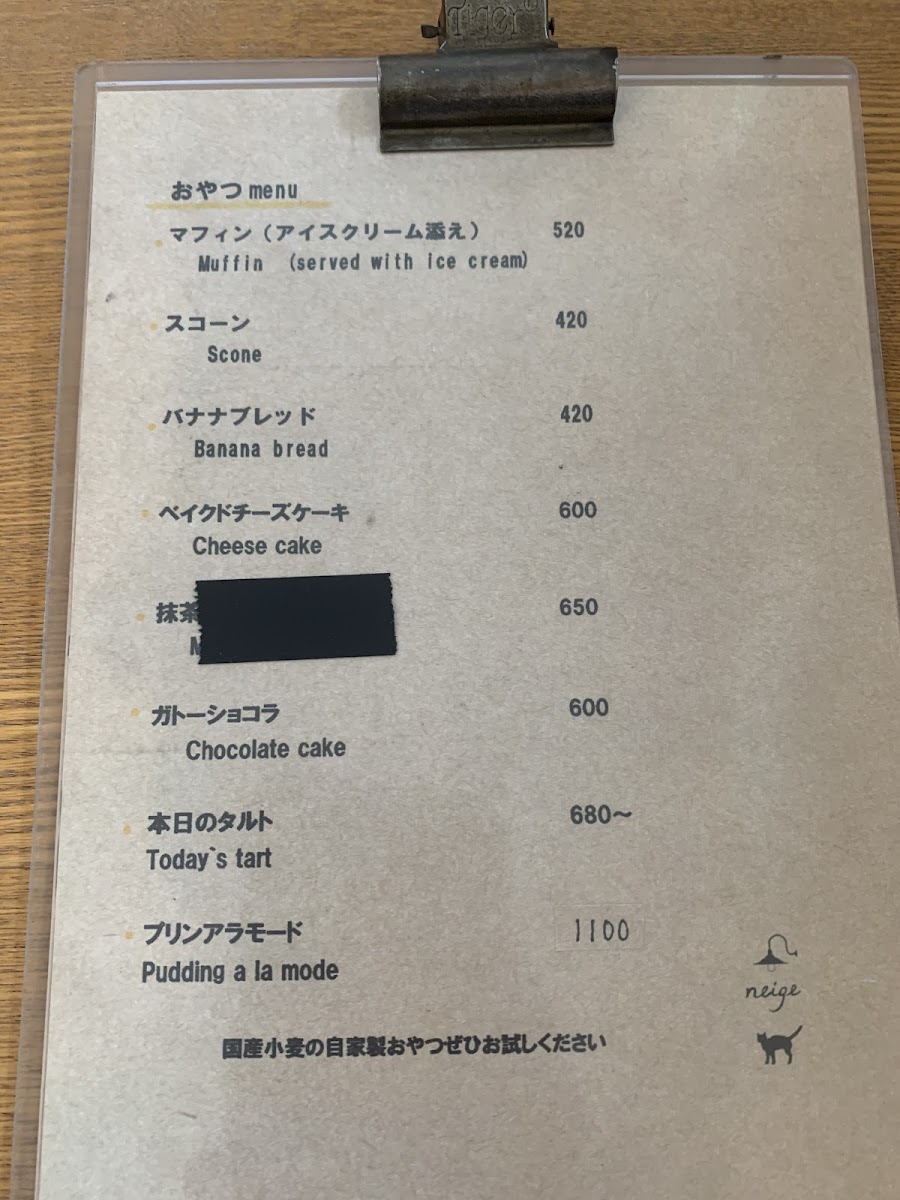 Tiger
おやつmenu
マフィン（アイスクリーム添え） 520
Muffin (served with ice cream)
スコーン 420
Scone
バナナブレッド 420
Banana bread
ベイクドチーズケーキ 600
Cheese cake
抹茶 650
ガトーショコラ 600
Chocolate cake
本日のタルト 680～
Today`s tart
プリンアラモード 1100
Pudding a la mode
neige
国産小麦の自家製おやつぜひお試しください